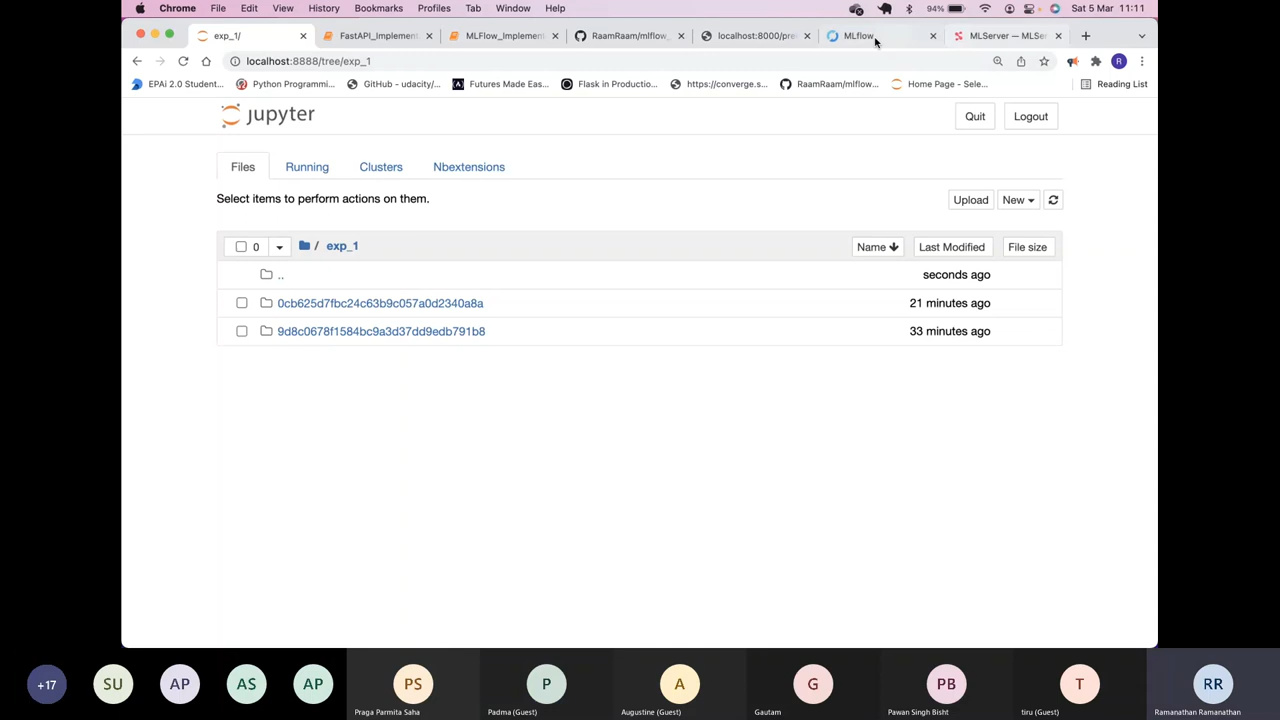 Chrome File Edit View History Bookmarks Profiles Tab Window Help 94% Sat 5 Mar 11:11
exp_1/ FastAPI_Implement MLFlow_Implement RaamRaam/mlflow_ localhost:8000/pre MLflow MLServer — MLSer
localhost:8888/tree/exp_1 R
EPAi 2.0 Student... Python Programmi... GitHub - udacity/... Futures Made Eas... Flask in Productio... https://converge.s... RaamRaam/mlflow... Home Page - Sele... Reading List
jupyter Quit Logout
Files Running Clusters Nbextensions
Select items to perform actions on them. Upload New
0 / exp_1 Name Last Modified File size
.. seconds ago
0cb625d7fbc24c63b9c057a0d2340a8a 21 minutes ago
9d8c0678f1584bc9a3d37dd9edb791b8 33 minutes ago
+17 SU AP AS AP PS P A G PB T RR
Praga Parmita Saha Padma (Guest) Augustine (Guest) Gautam Pawan Singh Bisht tiru (Guest) Ramanathan Ramanathan